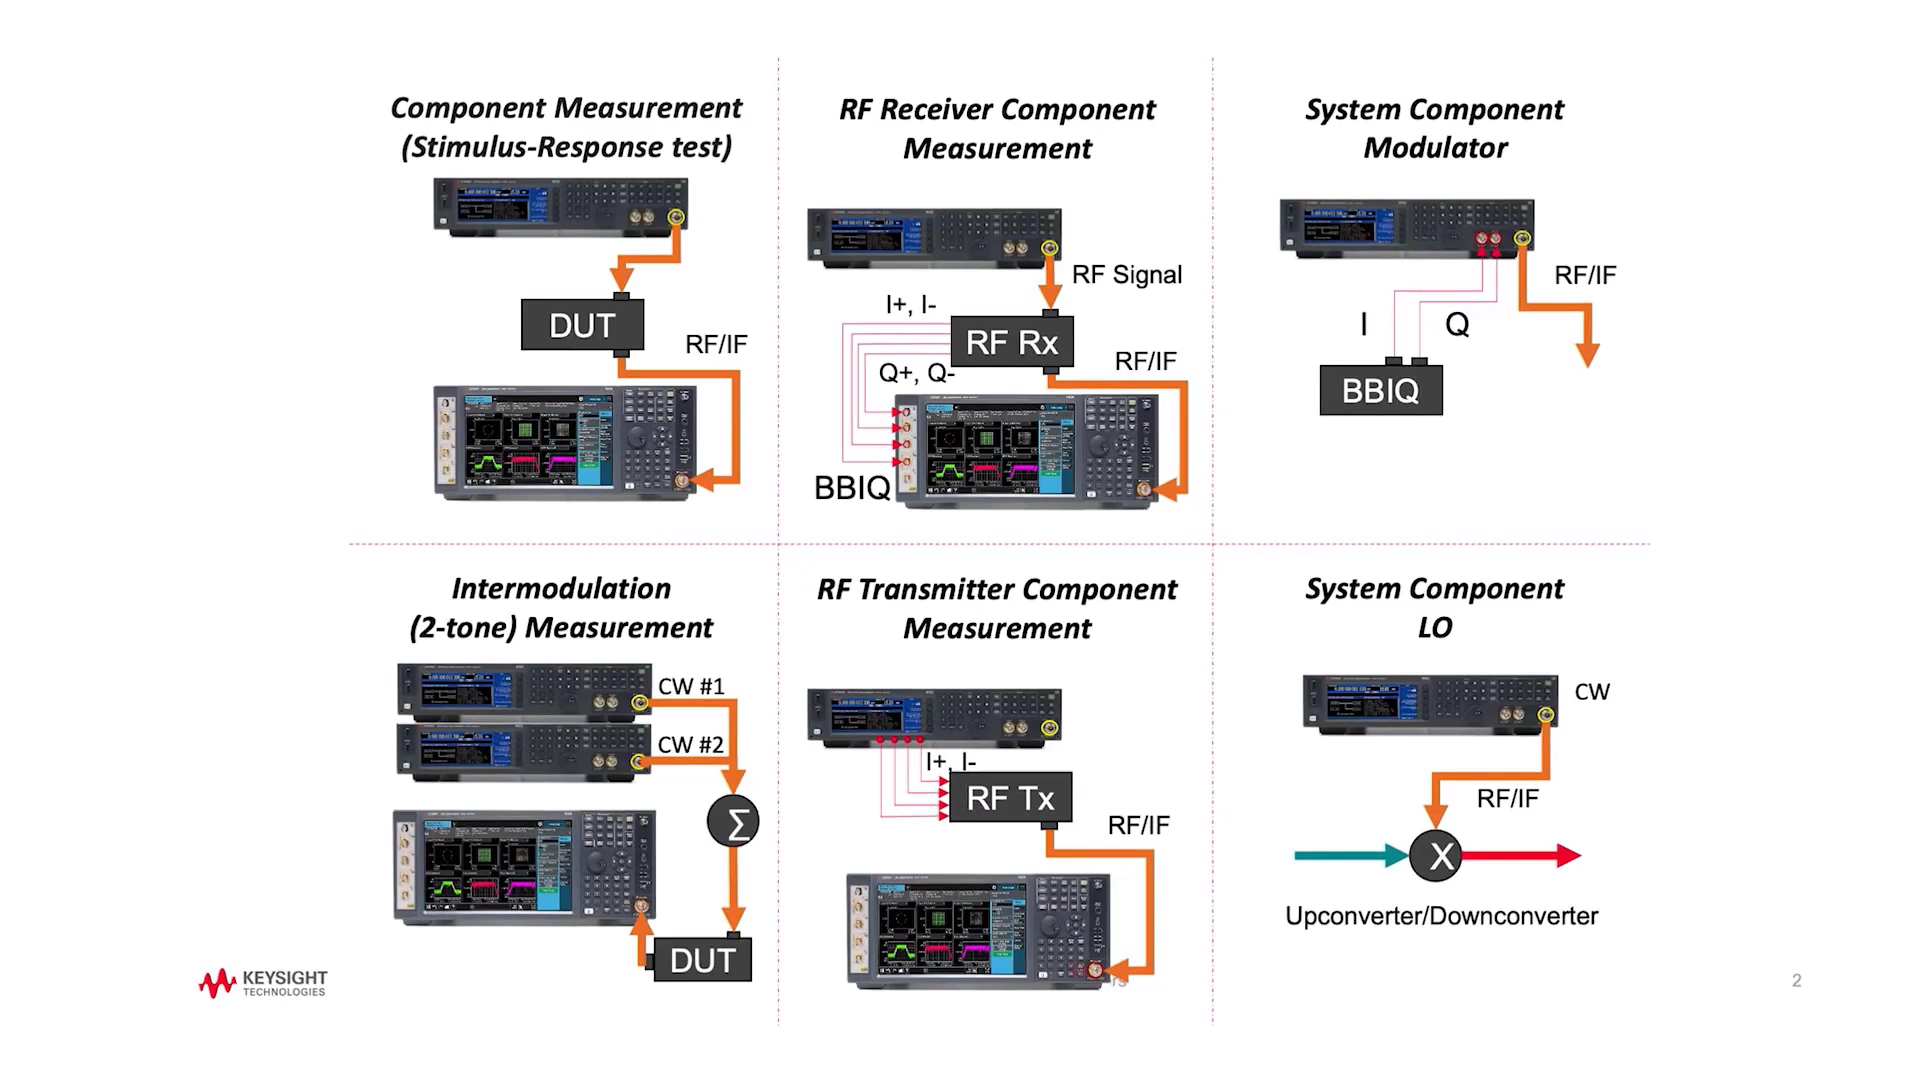 Component Measurement
(Stimulus-Response test)
DUT
RF/IF
RF Receiver Component
Measurement
RF Signal
I+, I-
RF Rx
RF/IF
Q+, Q-
BBIQ
System Component
Modulator
RF/IF
I
Q
BBIQ
Intermodulation
(2-tone) Measurement
CW #1
CW #2
Σ
DUT
RF Transmitter Component
Measurement
I+, I-
RF Tx
RF/IF
System Component
LO
CW
RF/IF
X
Upconverter/Downconverter
KEYSIGHT
TECHNOLOGIES
2